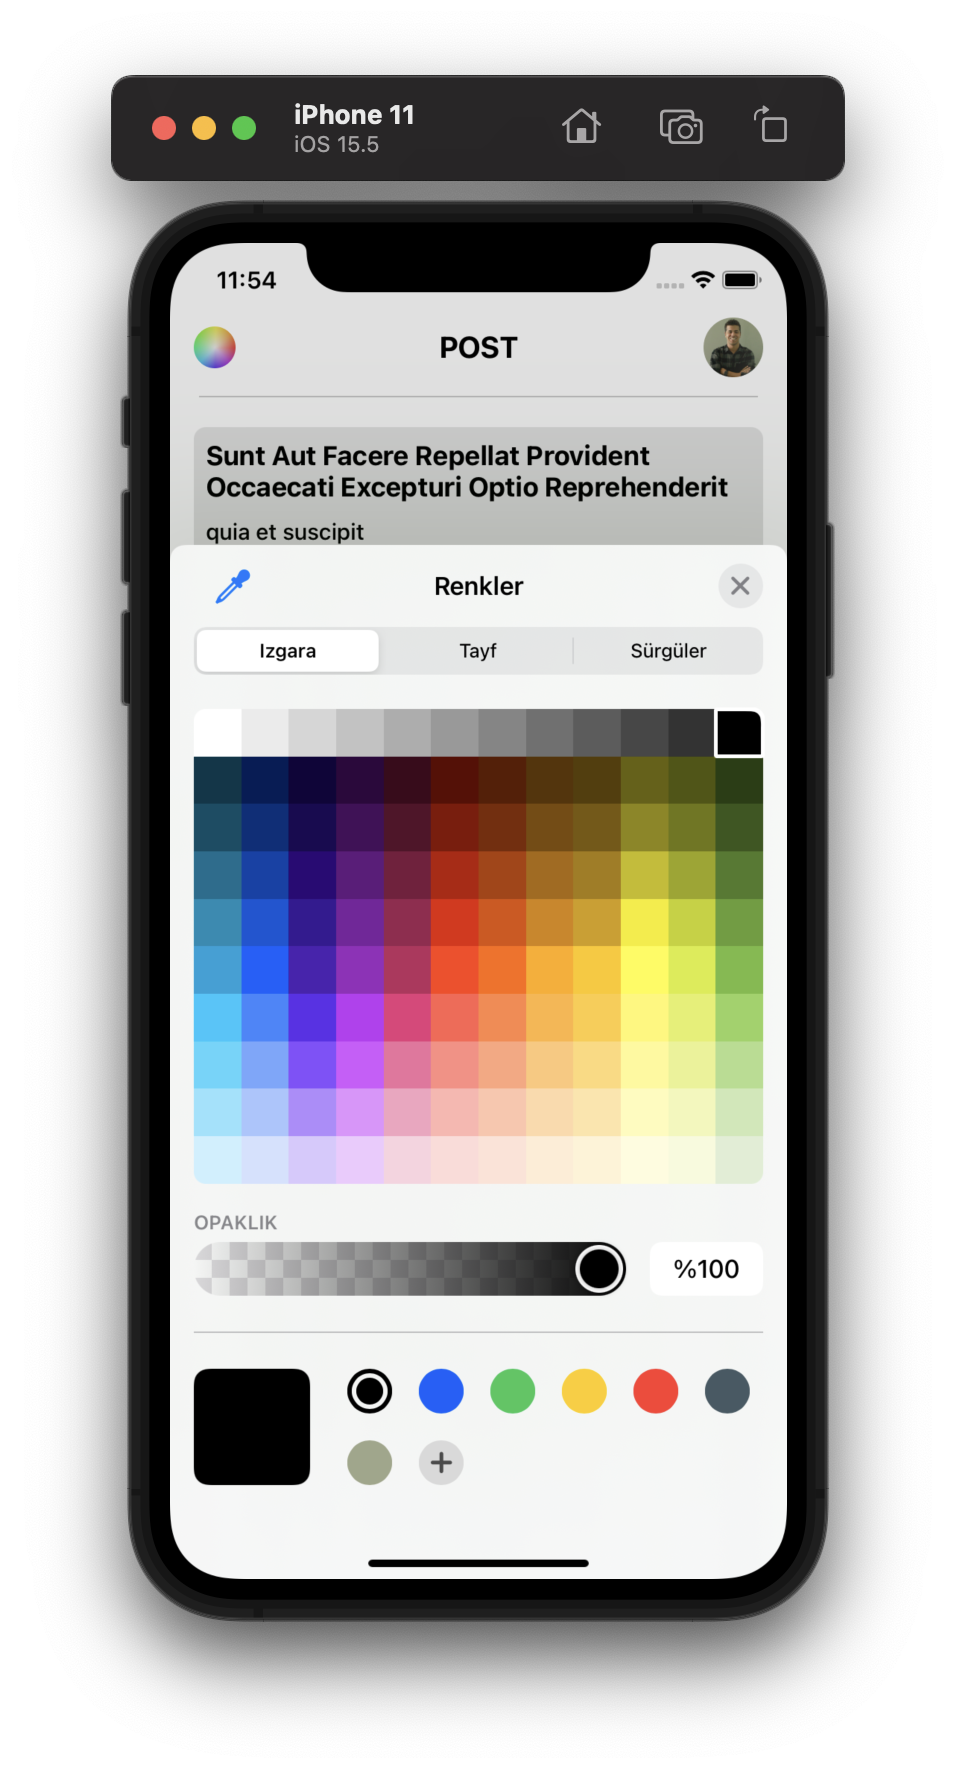 iPhone 11
iOS 15.5
11:54
POST
Sunt Aut Facere Repellat Provident
Occaecati Excepturi Optio Reprehenderit
quia et suscipit
Renkler
Izgara
Tayf
Sürgüler
OPAKLIK
%100